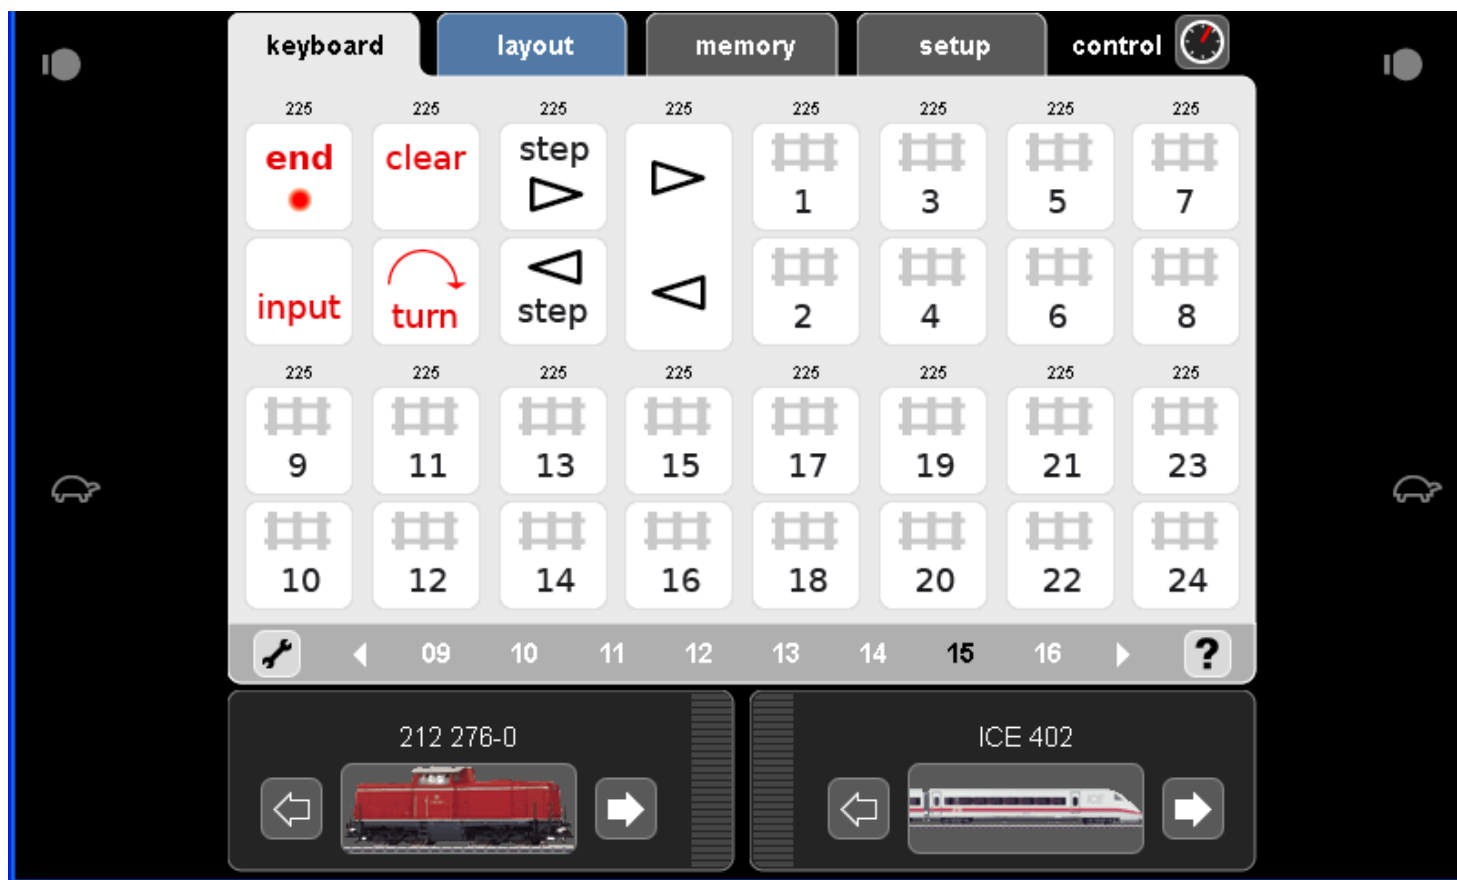 keyboard layout memory setup control
225 225 225 225 225 225 225 225
end clear step 1 3 5 7
input turn step 2 4 6 8
225 225 225 225 225 225 225 225
9 11 13 15 17 19 21 23
10 12 14 16 18 20 22 24
09 10 11 12 13 14 15 16 ?
212 276-0 ICE 402